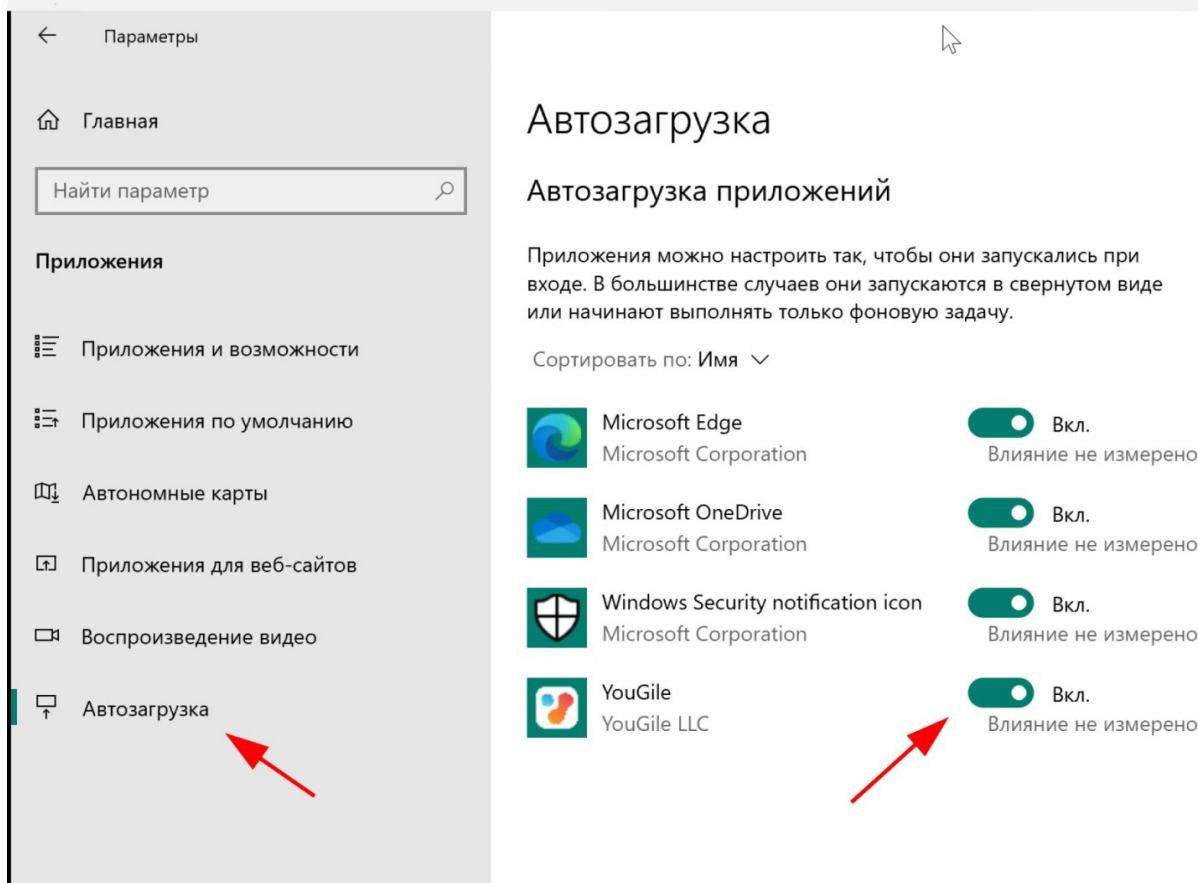 Параметры
Главная
Найти параметр
Приложения
Приложения и возможности
Приложения по умолчанию
Автономные карты
Приложения для веб-сайтов
Воспроизведение видео
Автозагрузка
Автозагрузка
Автозагрузка приложений
Приложения можно настроить так, чтобы они запускались при
входе. В большинстве случаев они запускаются в свернутом виде
или начинают выполнять только фоновую задачу.
Сортировать по: Имя
Microsoft Edge
Вкл.
Microsoft Corporation
Влияние не измерено
Microsoft OneDrive
Вкл.
Microsoft Corporation
Влияние не измерено
Windows Security notification icon
Вкл.
Microsoft Corporation
Влияние не измерено
YouGile
Вкл.
YouGile LLC
Влияние не измерено